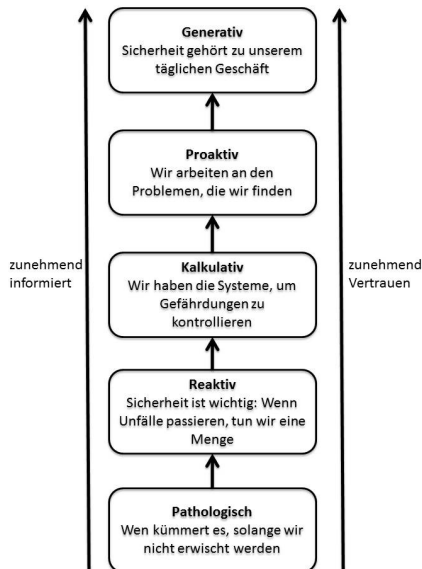 Generativ
Sicherheit gehört zu unserem
täglichen Geschäft
Proaktiv
Wir arbeiten an den
Problemen, die wir finden
zunehmend
informiert
zunehmend
Vertrauen
Kalkulativ
Wir haben die Systeme, um
Gefährdungen zu
kontrollieren
Reaktiv
Sicherheit ist wichtig: Wenn
Unfälle passieren, tun wir eine
Menge
Pathologisch
Wen kümmert es, solange wir
nicht erwischt werden